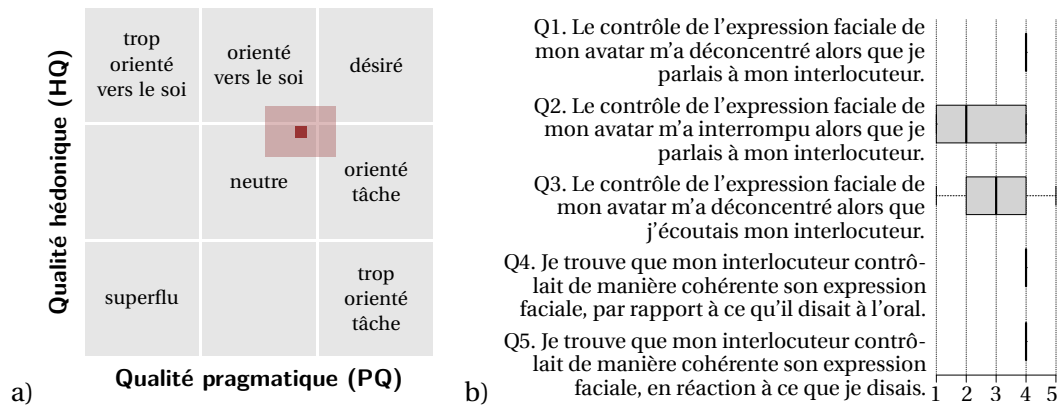 trop
orienté
vers le soi
orienté
vers le soi
désiré
neutre
orienté
tâche
superflu
trop
orienté
tâche
Qualité hédonique (HQ)
Qualité pragmatique (PQ)
a)
Q1. Le contrôle de l'expression faciale de
mon avatar m'a déconcentré alors que je
parlais à mon interlocuteur.
Q2. Le contrôle de l'expression faciale de
mon avatar m'a interrompu alors que je
parlais à mon interlocuteur.
Q3. Le contrôle de l'expression faciale de
mon avatar m'a déconcentré alors que
j'écoutais mon interlocuteur.
Q4. Je trouve que mon interlocuteur contrô-
lait de manière cohérente son expression
faciale, par rapport à ce qu'il disait à l'oral.
Q5. Je trouve que mon interlocuteur contrô-
lait de manière cohérente son expression
faciale, en réaction à ce que je disais.
b)
1 2 3 4 5